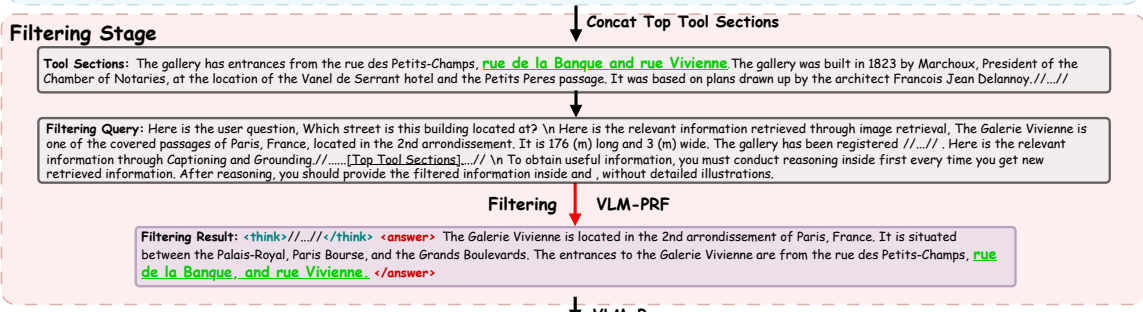 Concat Top Tool Sections
Filtering Stage
Tool Sections: The gallery has entrances from the rue des Petits-Champs, rue de la Banque and rue Vivienne.The gallery was built in 1823 by Marchoux, President of the
Chamber of Notaries, at the location of the Vanel de Serrant hotel and the Petits Peres passage. It was based on plans drawn up by the architect Francois Jean Delannoy.//...//
Filtering Query: Here is the user question, Which street is this building located at? \n Here is the relevant information retrieved through image retrieval, The Galerie Vivienne is
one of the covered passages of Paris, France, located in the 2nd arrondissement. It is 176 (m) long and 3 (m) wide. The gallery has been registered //...// . Here is the relevant
information through Captioning and Grounding.//......[Top Tool Sections]....// \n To obtain useful information, you must conduct reasoning inside first every time you get new
retrieved information. After reasoning, you should provide the filtered information inside and , without detailed illustrations.
Filtering VLM-PRF
Filtering Result: <think>//...//</think> <answer> The Galerie Vivienne is located in the 2nd arrondissement of Paris, France. It is situated
between the Palais-Royal, Paris Bourse, and the Grands Boulevards. The entrances to the Galerie Vivienne are from the rue des Petits-Champs, rue
de la Banque, and rue Vivienne. </answer>